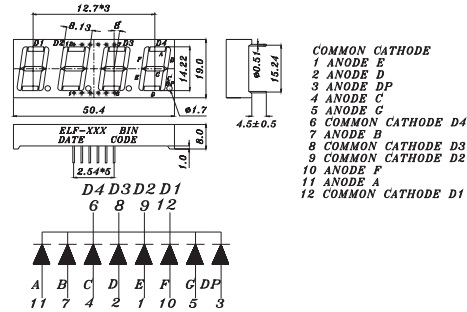 12.7*3
8.13
8°
D1 D2 D3 D4
A
F
E
C
D
14.22
19.0
ø0.51
15.24
ø1.7
50.4
4.5±0.5
ELF-XXX BIN
DATE CODE
8.0
1.0
2.54*5
COMMON CATHODE
1 ANODE E
2 ANODE D
3 ANODE DP
4 ANODE C
5 ANODE G
6 COMMON CATHODE D4
7 ANODE B
8 COMMON CATHODE D3
9 COMMON CATHODE D2
10 ANODE F
11 ANODE A
12 COMMON CATHODE D1
D4 D3 D2 D1
6 8 9 12
A B C D E F G DP
11 7 4 2 1 10 5 3